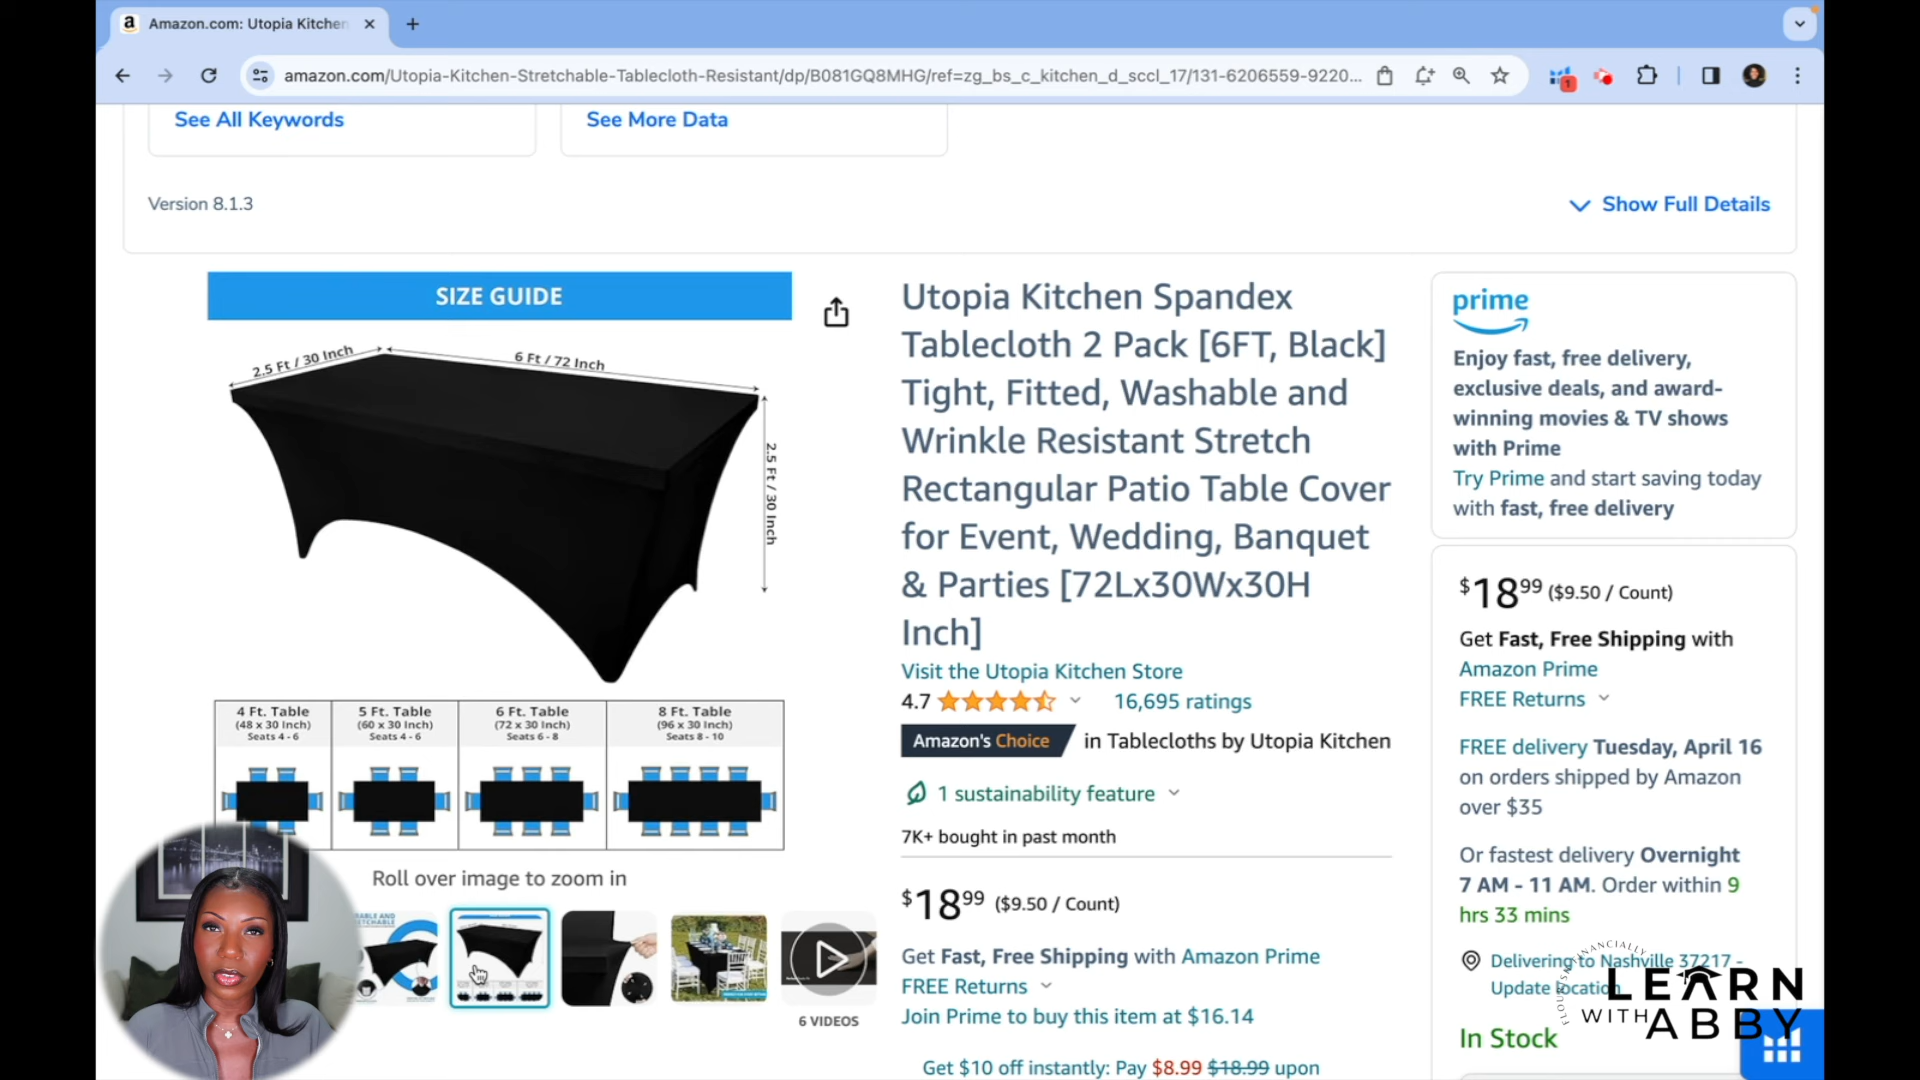 a Amazon.com: Utopia Kitchen
amazon.com/Utopia-Kitchen-Stretchable-Tablecloth-Resistant/dp/B081GQ8MHG/ref=zg_bs_c_kitchen_d_sccl_17/131-6206559-9220...
1
See All Keywords
See More Data
Version 8.1.3
Show Full Details
SIZE GUIDE
2.5 Ft / 30 Inch
6 Ft / 72 Inch
2.5 Ft / 30 Inch
4 Ft. Table
(48 x 30 Inch)
Seats 4 - 6
5 Ft. Table
(60 x 30 Inch)
Seats 4 - 6
6 Ft. Table
(72 x 30 Inch)
Seats 6 - 8
8 Ft. Table
(96 x 30 Inch)
Seats 8 - 10
Roll over image to zoom in
6 VIDEOS
Utopia Kitchen Spandex
Tablecloth 2 Pack [6FT, Black]
Tight, Fitted, Washable and
Wrinkle Resistant Stretch
Rectangular Patio Table Cover
for Event, Wedding, Banquet
& Parties [72Lx30Wx30H
Inch]
Visit the Utopia Kitchen Store
4.7 16,695 ratings
Amazon's Choice in Tablecloths by Utopia Kitchen
1 sustainability feature
7K+ bought in past month
$1899 ($9.50 / Count)
Get Fast, Free Shipping with Amazon Prime
FREE Returns
Join Prime to buy this item at $16.14
Get $10 off instantly: Pay $8.99 $18.99 upon
prime
Enjoy fast, free delivery,
exclusive deals, and award-
winning movies & TV shows
with Prime
Try Prime and start saving today
with fast, free delivery
$1899 ($9.50 / Count)
Get Fast, Free Shipping with
Amazon Prime
FREE Returns
FREE delivery Tuesday, April 16
on orders shipped by Amazon
over $35
Or fastest delivery Overnight
7 AM - 11 AM. Order within 9
hrs 33 mins
Delivering to Nashville 37217 -
Update location
In Stock
LEARN
WITH ABBY